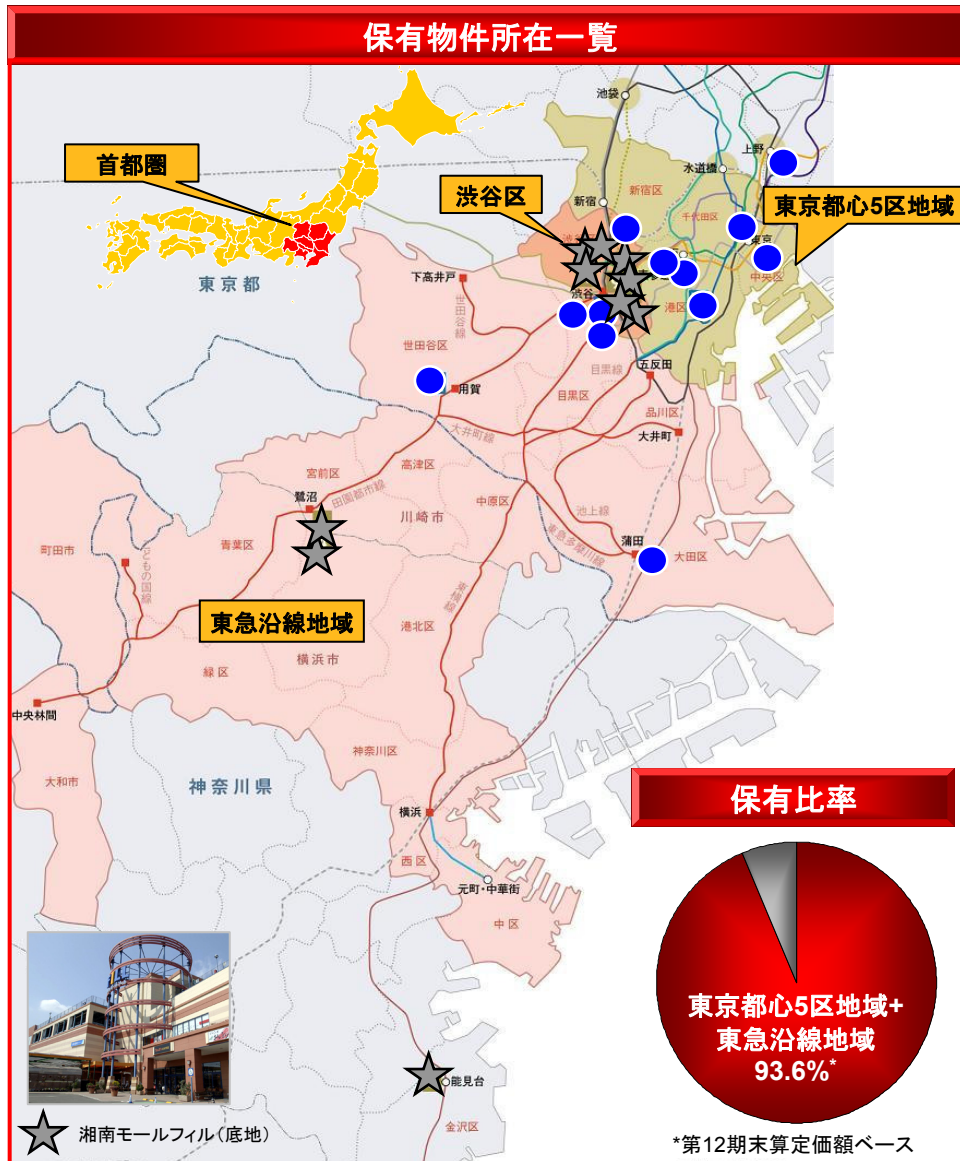 保有物件所在一覧
池袋
上野
首都圏
水道橋
渋谷区
新宿区
新宿
千代田区
東京都心5区地域
東京
中央区
東京都
下高井戸
世田谷線
渋谷
港区
世田谷区
目黒線
五反田
用賀
目黒区
品川区
大井町線
大井町
宮前区
高津区
鷺沼
田園都市線
中原区
川崎市
池上線
青葉区
町田市
蒲田
東急多摩川線
大田区
こどもの国線
東横線
東急沿線地域
港北区
横浜市
緑区
中央林間
神奈川区
大和市
神奈川県
横浜
保有比率
西区
元町・中華街
中区
東京都心5区地域+
東急沿線地域
93.6%*
能見台
金沢区
湘南モールフィル(底地)
*第12期末算定価額ベース